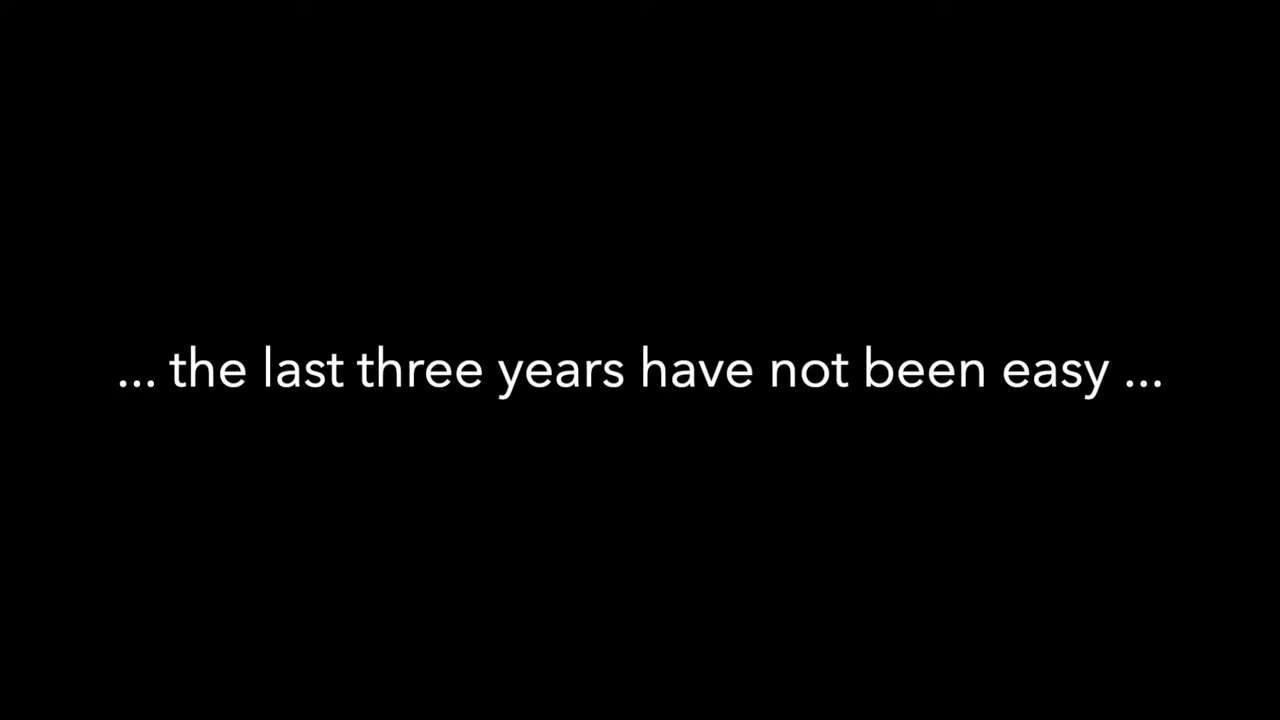 ... the last three years have not been easy ...